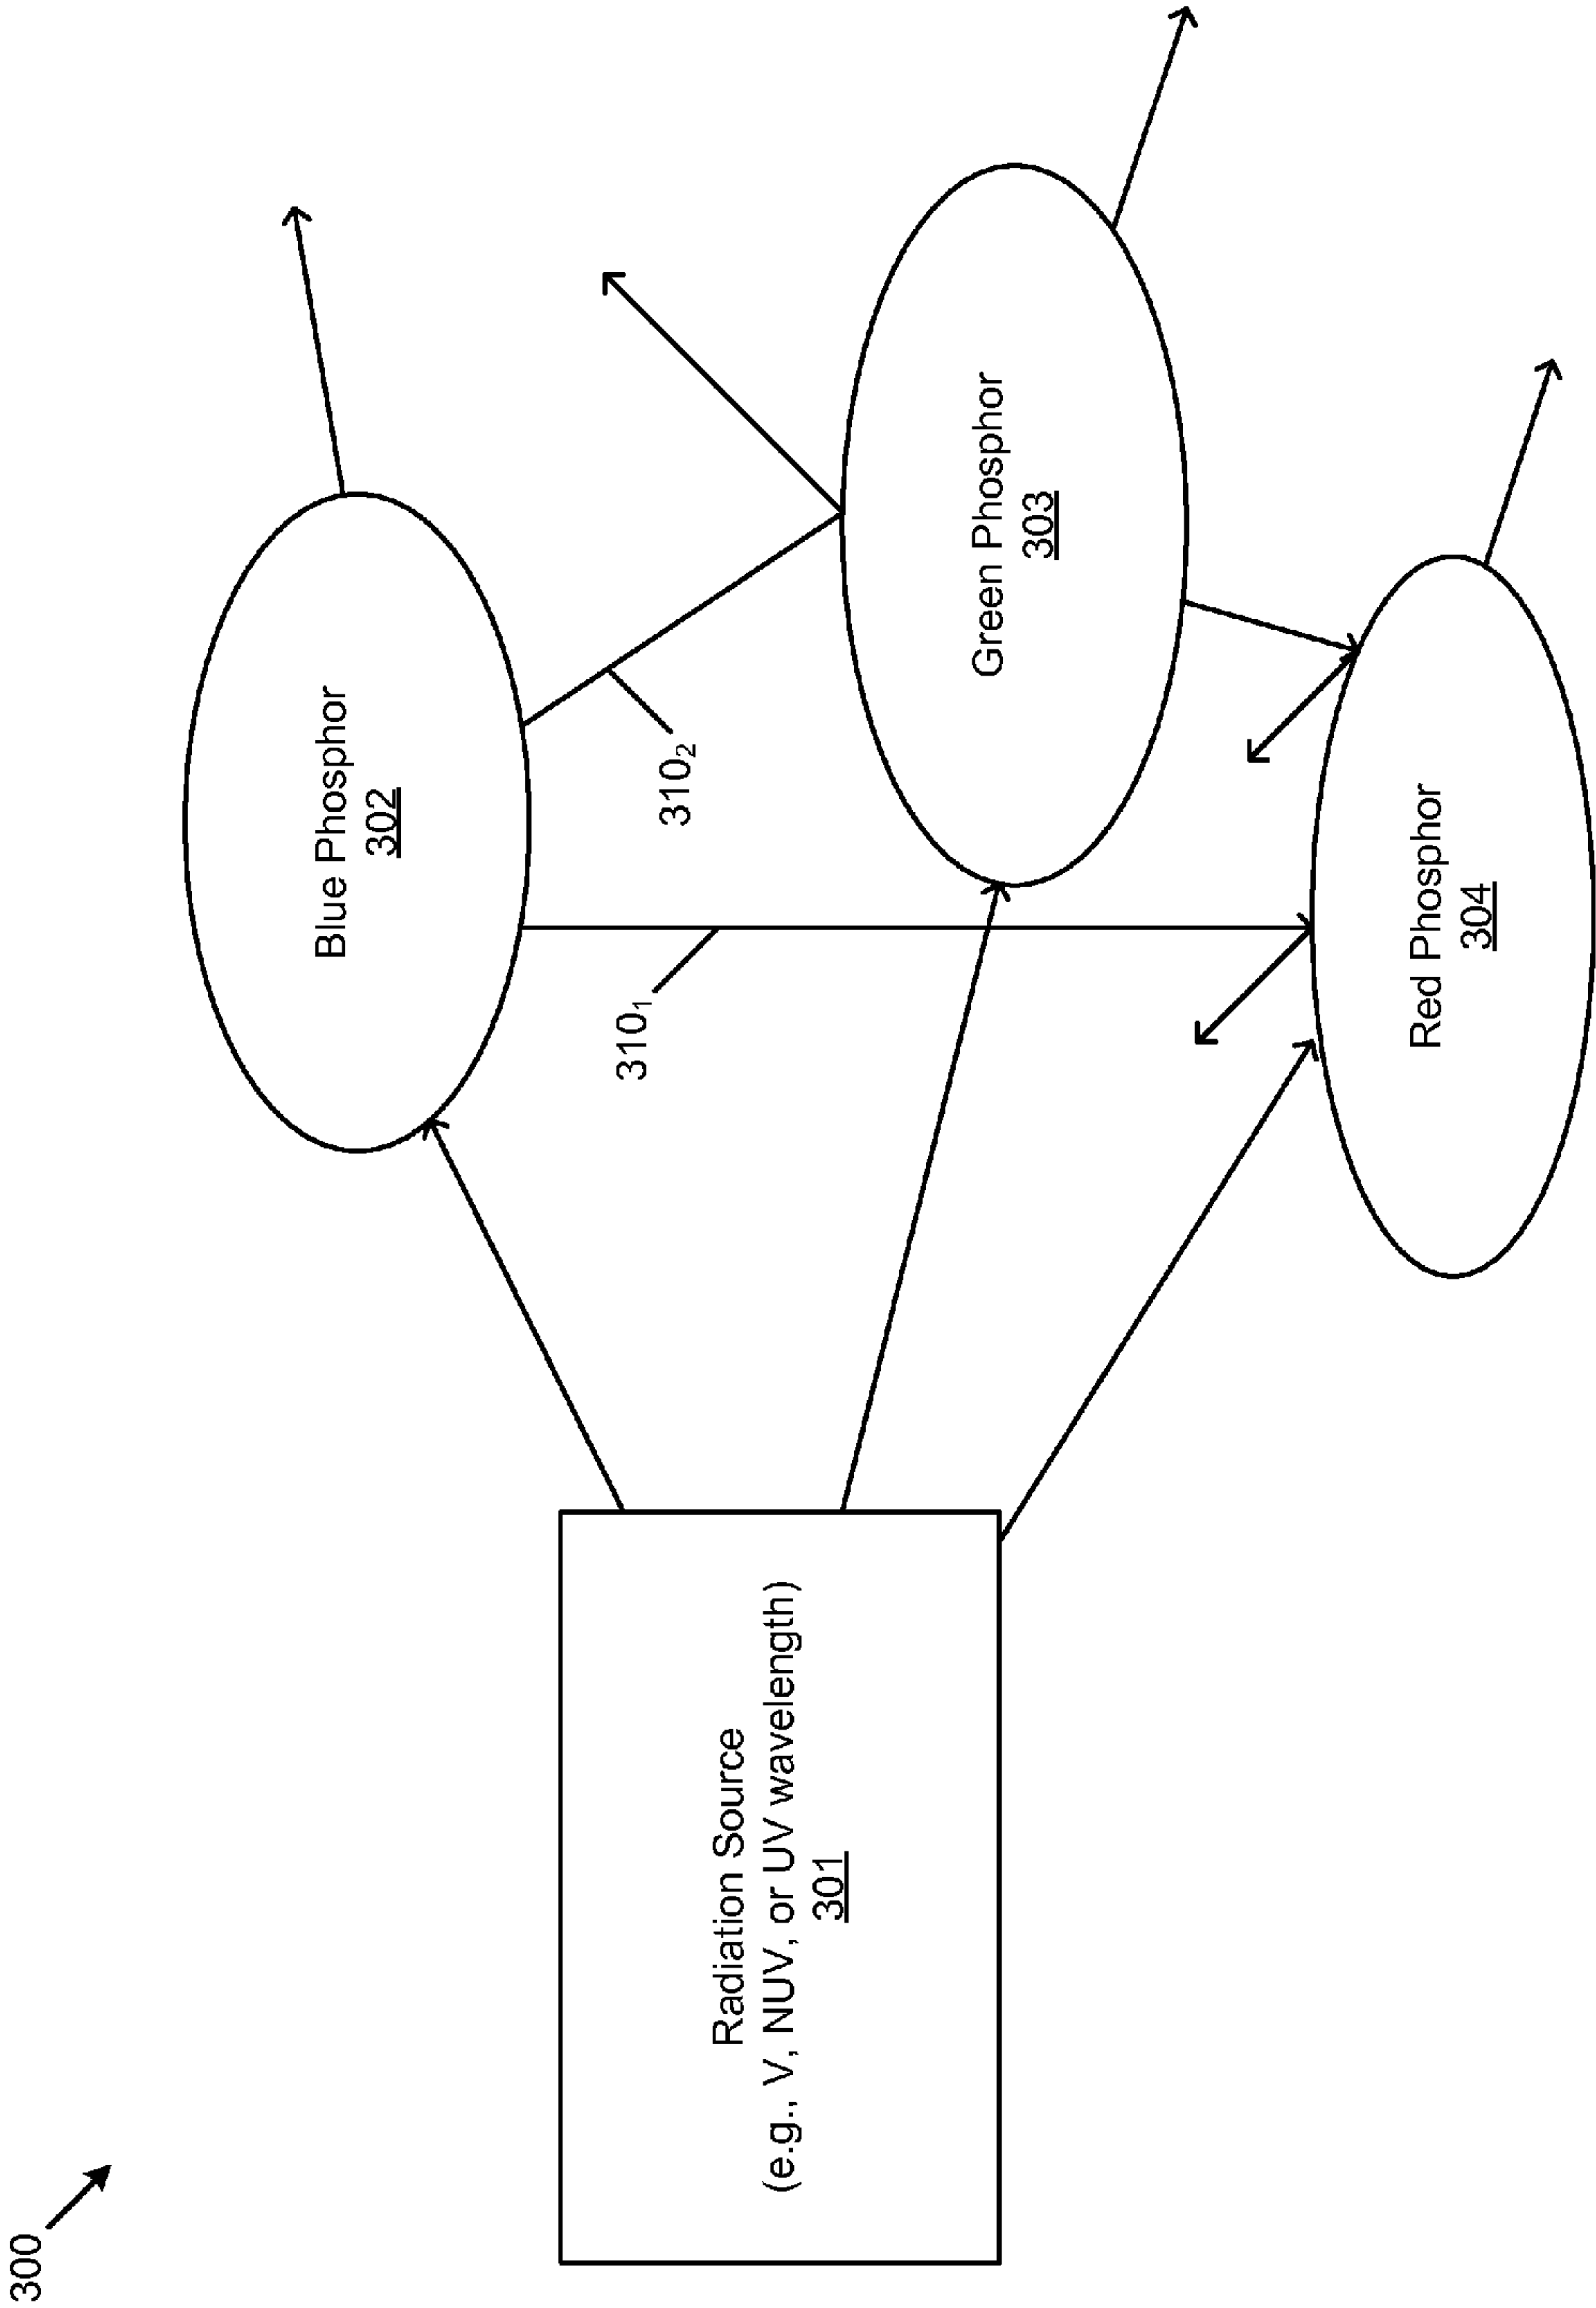 300
Radiation Source
(e.g., V, NUV, or UV wavelength)
301
Blue Phosphor
302
310₁
310₂
Green Phosphor
303
Red Phosphor
304